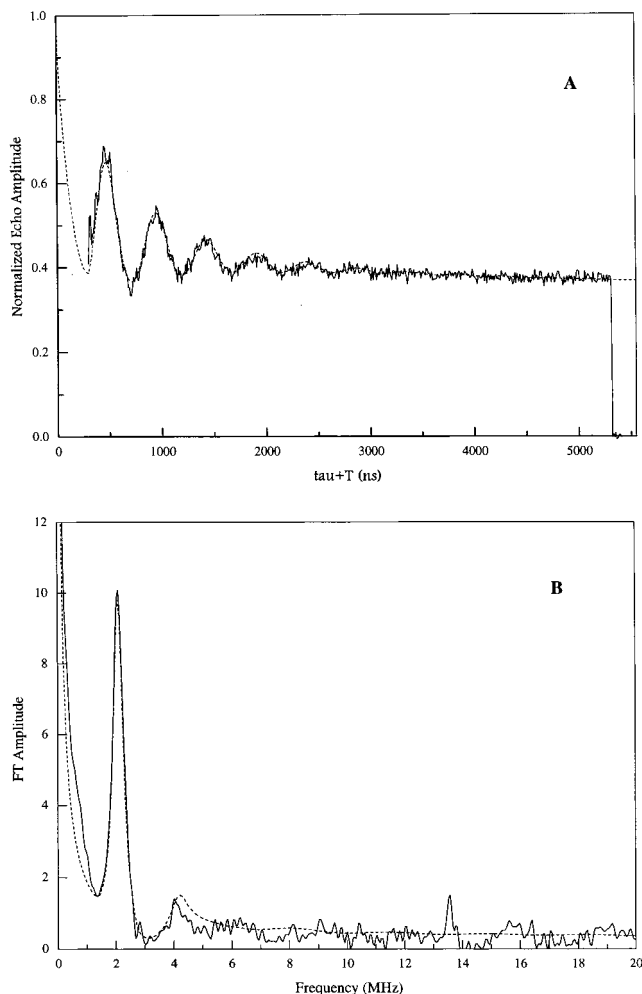 1.0
A
0.8
Normalized Echo Amplitude
0.6
0.4
0.2
0.0
0 1000 2000 3000 4000 5000
tau+T (ns)
12
B
10
8
FT Amplitude
6
4
2
0
0 2 4 6 8 10 12 14 16 18 20
Frequency (MHz)